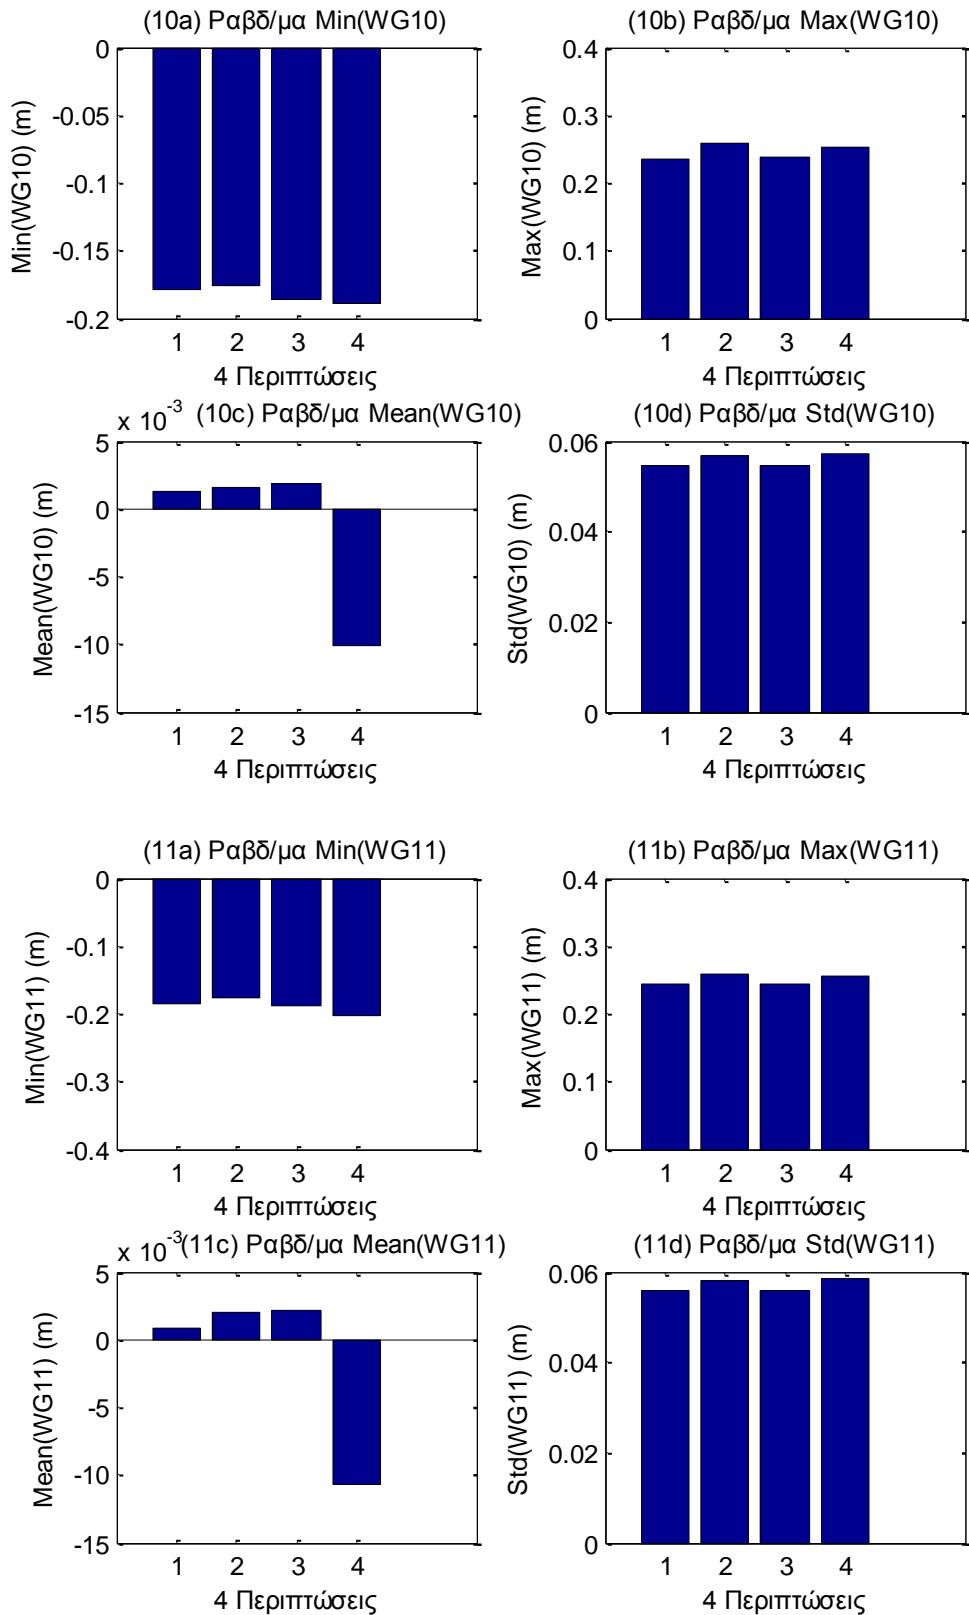 (10a) Ραβδ/μα Min(WG10)
Min(WG10) (m)
0
-0.05
-0.1
-0.15
-0.2
1 2 3 4
4 Περιπτώσεις
(10b) Ραβδ/μα Max(WG10)
Max(WG10) (m)
0.4
0.3
0.2
0.1
0
1 2 3 4
4 Περιπτώσεις
x 10-3 (10c) Ραβδ/μα Mean(WG10)
Mean(WG10) (m)
5
0
-5
-10
-15
1 2 3 4
4 Περιπτώσεις
(10d) Ραβδ/μα Std(WG10)
Std(WG10) (m)
0.06
0.04
0.02
0
1 2 3 4
4 Περιπτώσεις
(11a) Ραβδ/μα Min(WG11)
Min(WG11) (m)
0
-0.1
-0.2
-0.3
-0.4
1 2 3 4
4 Περιπτώσεις
(11b) Ραβδ/μα Max(WG11)
Max(WG11) (m)
0.4
0.3
0.2
0.1
0
1 2 3 4
4 Περιπτώσεις
x 10-3 (11c) Ραβδ/μα Mean(WG11)
Mean(WG11) (m)
5
0
-5
-10
-15
1 2 3 4
4 Περιπτώσεις
(11d) Ραβδ/μα Std(WG11)
Std(WG11) (m)
0.06
0.04
0.02
0
1 2 3 4
4 Περιπτώσεις